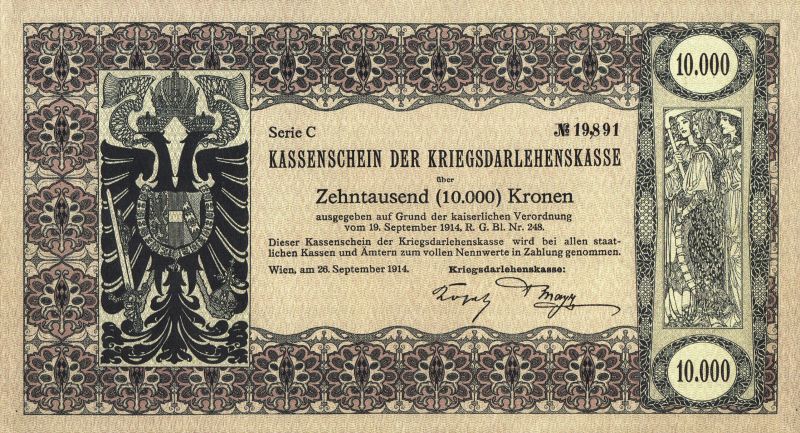 10.000
Serie C
№ 19,891
KASSENSCHEIN DER KRIEGSDARLEHENSKASSE
über
Zehntausend (10.000) Kronen
ausgegeben auf Grund der kaiserlichen Verordnung
vom 19. September 1914, R. G. Bl. Nr. 248.
Dieser Kassenschein der Kriegsdarlehenskasse wird bei allen staat-
lichen Kassen und Ämtern zum vollen Nennwerte in Zahlung genommen.
Wien, am 26. September 1914.
Kriegsdarlehenskasse:
10.000